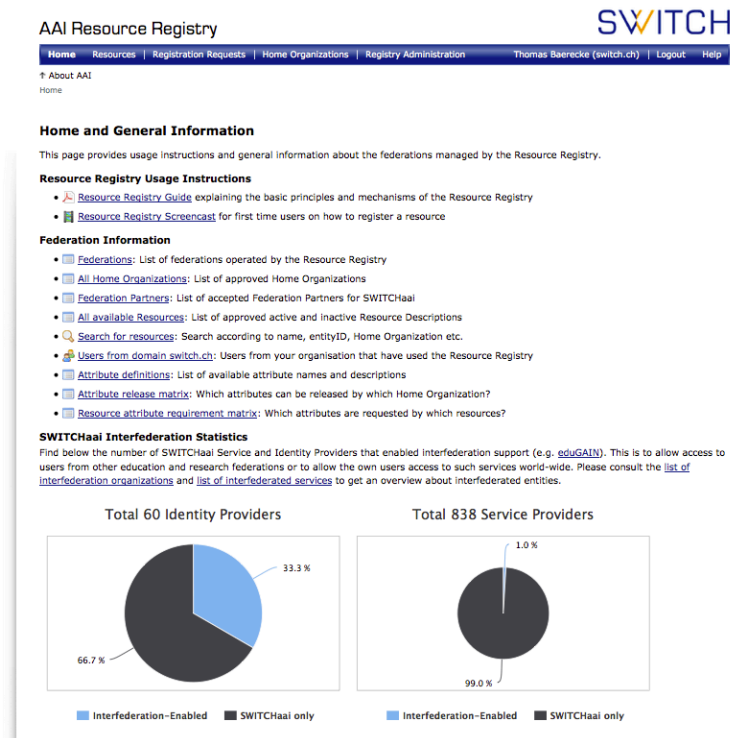 AAI Resource Registry
SWITCH
Home Resources | Registration Requests | Home Organizations | Registry Administration Thomas Baerecke (switch.ch) | Logout Help
↑ About AAI
Home
Home and General Information
This page provides usage instructions and general information about the federations managed by the Resource Registry.
Resource Registry Usage Instructions
• Resource Registry Guide explaining the basic principles and mechanisms of the Resource Registry
• Resource Registry Screencast for first time users on how to register a resource
Federation Information
• Federations: List of federations operated by the Resource Registry
• All Home Organizations: List of approved Home Organizations
• Federation Partners: List of accepted Federation Partners for SWITCHaai
• All available Resources: List of approved active and inactive Resource Descriptions
• Search for resources: Search according to name, entityID, Home Organization etc.
• Users from domain switch.ch: Users from your organisation that have used the Resource Registry
• Attribute definitions: List of available attribute names and descriptions
• Attribute release matrix: Which attributes can be released by which Home Organization?
• Resource attribute requirement matrix: Which attributes are requested by which resources?
SWITCHaai Interfederation Statistics
Find below the number of SWITCHaai Service and Identity Providers that enabled interfederation support (e.g. eduGAIN). This is to allow access to
users from other education and research federations or to allow the own users access to such services world-wide. Please consult the list of
interfederation organizations and list of interfederated services to get an overview about interfederated entities.
Total 60 Identity Providers
33.3 %
66.7 %
Interfederation-Enabled SWITCHaai only
Total 838 Service Providers
1.0 %
99.0 %
Interfederation-Enabled SWITCHaai only